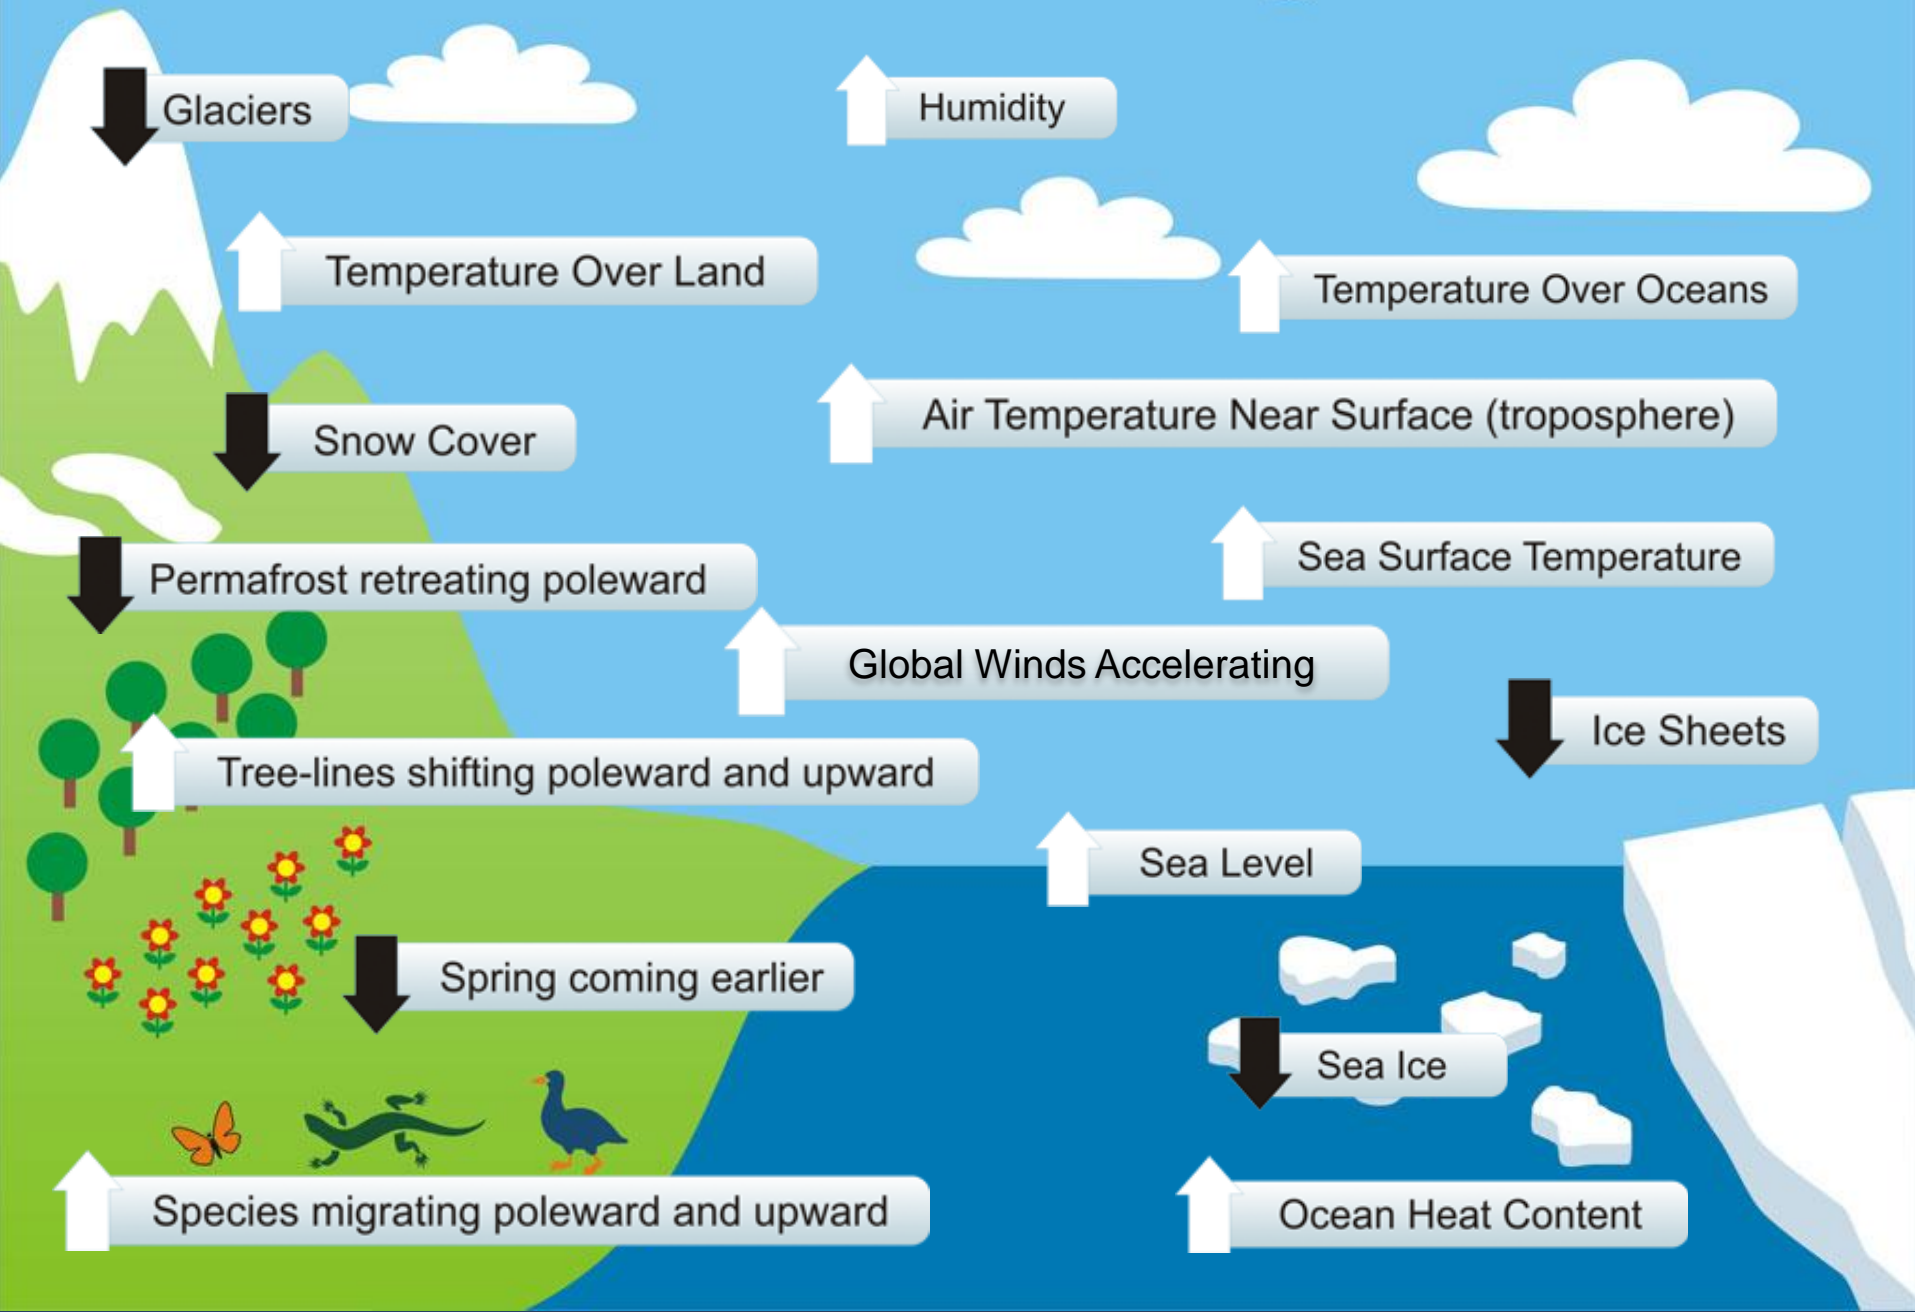 Glaciers
Humidity
Temperature Over Land
Temperature Over Oceans
Air Temperature Near Surface (troposphere)
Snow Cover
Sea Surface Temperature
Permafrost retreating poleward
Global Winds Accelerating
Ice Sheets
Tree-lines shifting poleward and upward
Sea Level
Spring coming earlier
Sea Ice
Species migrating poleward and upward
Ocean Heat Content